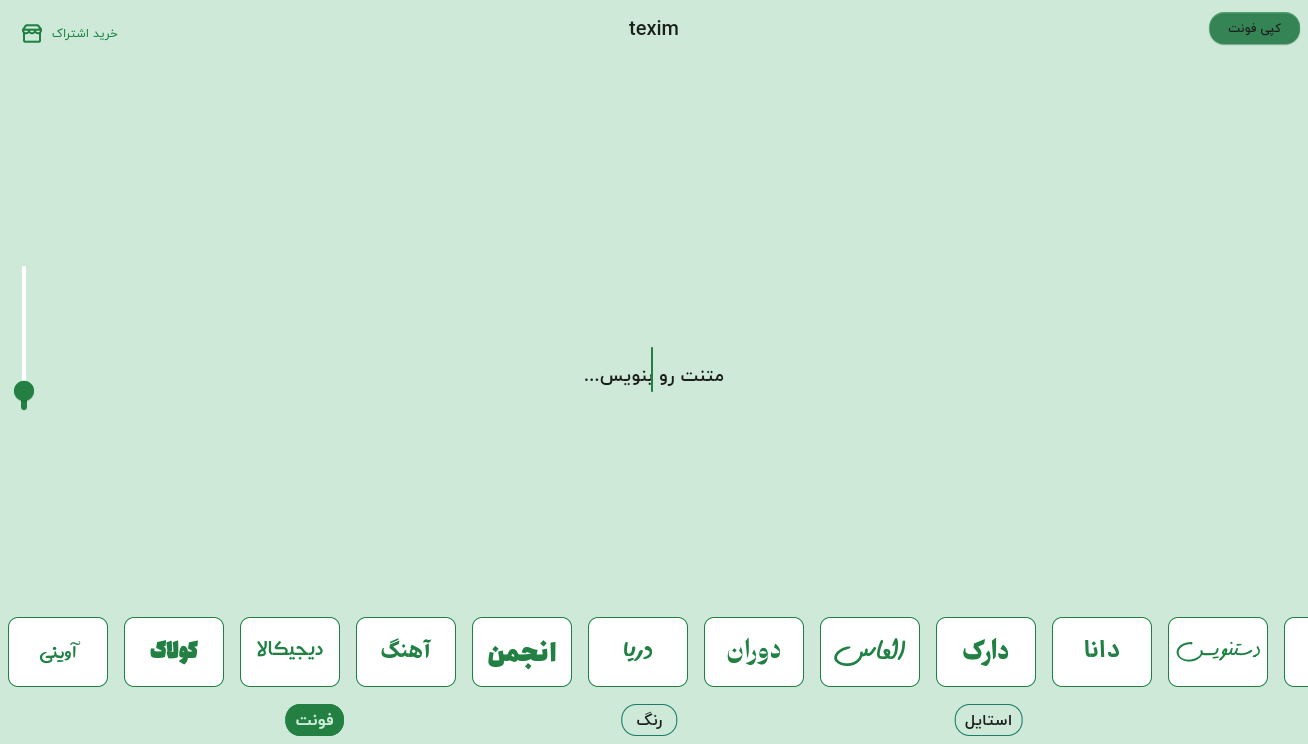 کپی فونت
texim
خرید اشتراک
متنت رو بنویس...
دستنویس
دانا
دارک
الماس
دوران
دریا
انجمن
آهنگ
دیجیکالا
کولاک
آوینی
استایل
رنگ
فونت